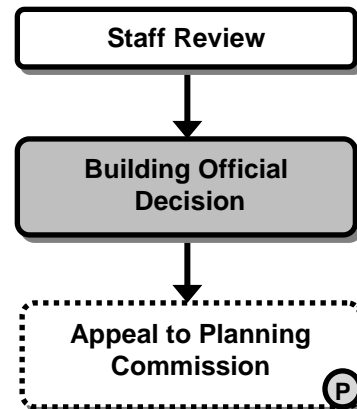 Staff Review
Building Official
Decision
Appeal to Planning
Commission
P